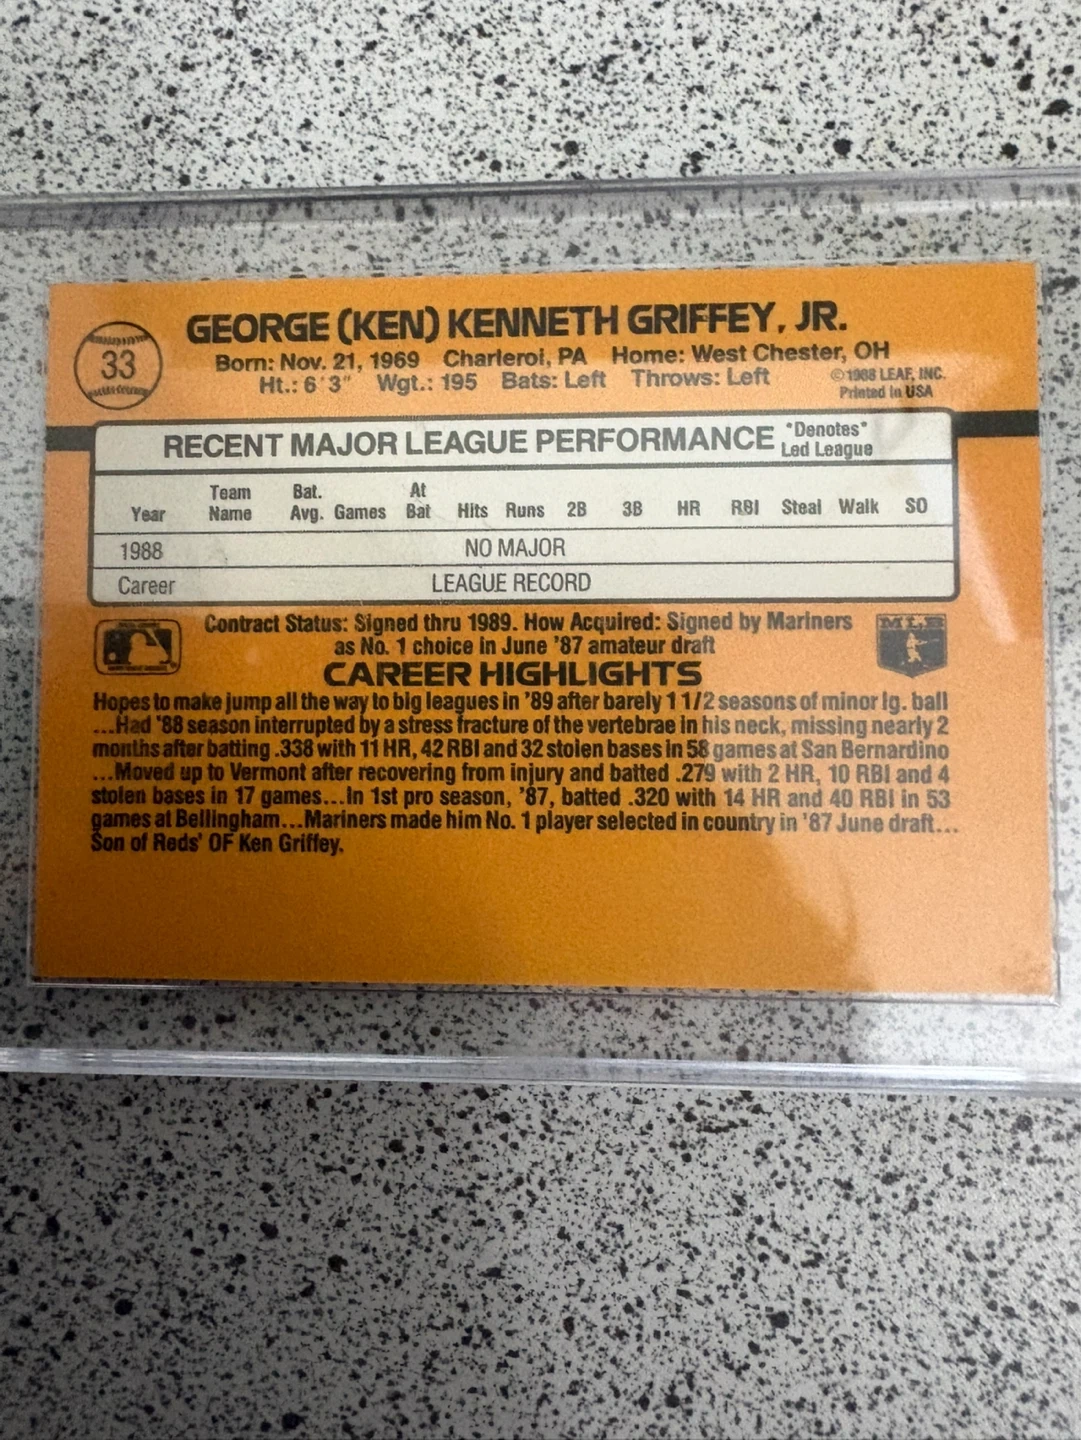 33
GEORGE (KEN) KENNETH GRIFFEY, JR.
Born: Nov. 21, 1969 Charleroi, PA Home: West Chester, OH
Ht.: 6'3" Wgt.: 195 Bats: Left Throws: Left
©1988 LEAF, INC.
Printed in USA
RECENT MAJOR LEAGUE PERFORMANCE
*Denotes*
Led League
Year Team Name Bat. Avg. Games At Bat Hits Runs 2B 3B HR RBI Steal Walk SO
1988 NO MAJOR
Career LEAGUE RECORD
Contract Status: Signed thru 1989. How Acquired: Signed by Mariners
as No. 1 choice in June '87 amateur draft
MLB
CAREER HIGHLIGHTS
Hopes to make jump all the way to big leagues in '89 after barely 1 1/2 seasons of minor lg. ball
...Had '88 season interrupted by a stress fracture of the vertebrae in his neck, missing nearly 2
months after batting .338 with 11 HR, 42 RBI and 32 stolen bases in 58 games at San Bernardino
...Moved up to Vermont after recovering from injury and batted .279 with 2 HR, 10 RBI and 4
stolen bases in 17 games...In 1st pro season, '87, batted .320 with 14 HR and 40 RBI in 53
games at Bellingham...Mariners made him No. 1 player selected in country in '87 June draft...
Son of Reds' OF Ken Griffey.